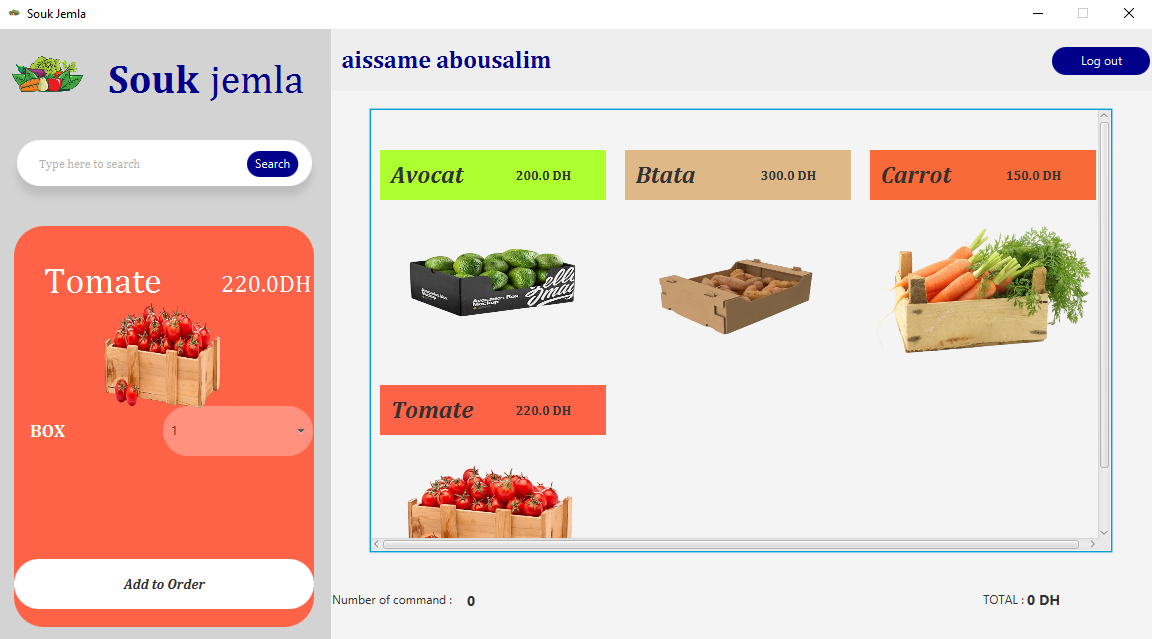 Souk Jemla
Souk jemla
aissame abousalim
Log out
Type here to search
Search
Tomate
220.0DH
BOX
1
Add to Order
Avocat
200.0 DH
Btata
300.0 DH
Carrot
150.0 DH
Tomate
220.0 DH
Number of command :
0
TOTAL :
0 DH